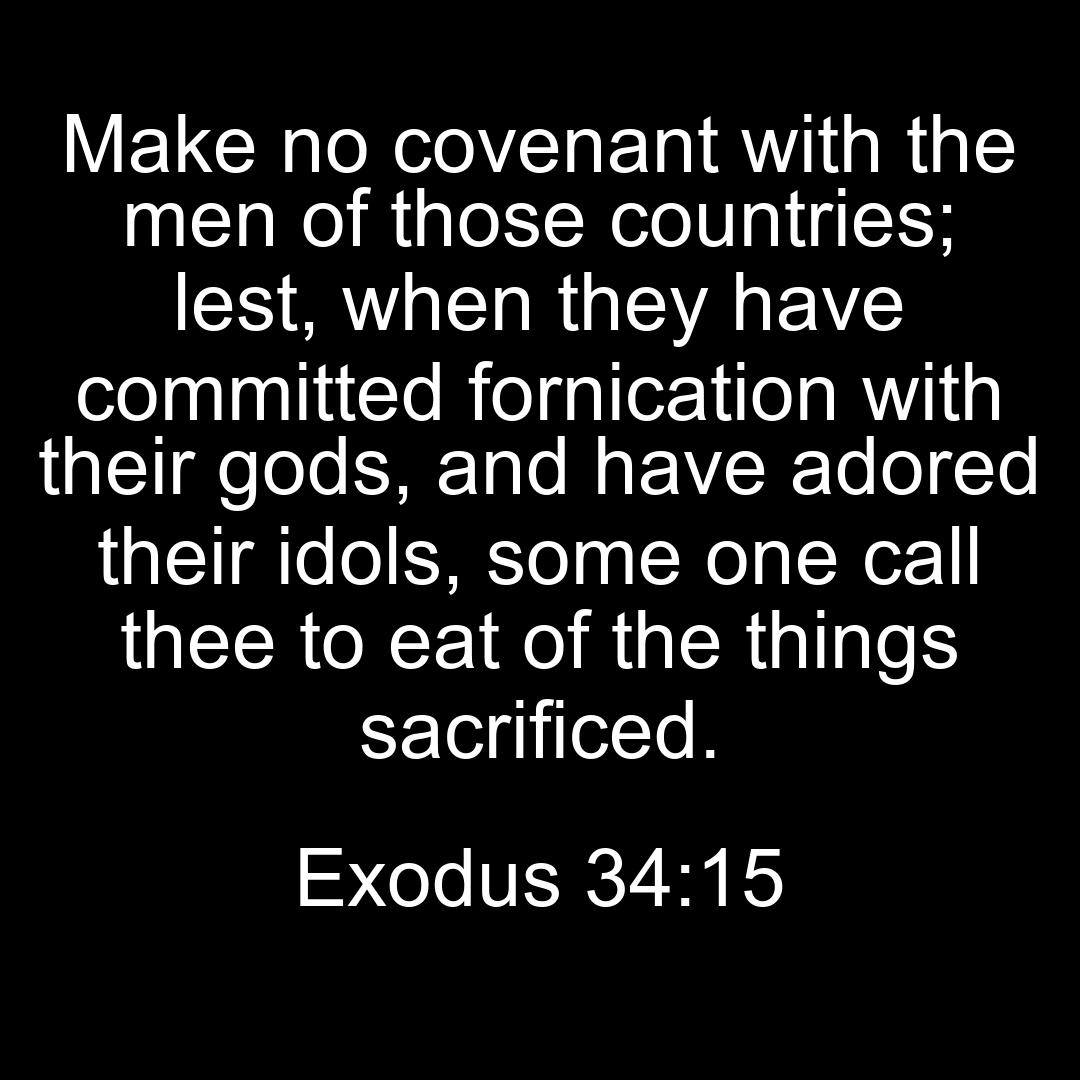 Make no covenant with the
men of those countries;
lest, when they have
committed fornication with
their gods, and have adored
their idols, some one call
thee to eat of the things
sacrificed.
Exodus 34:15